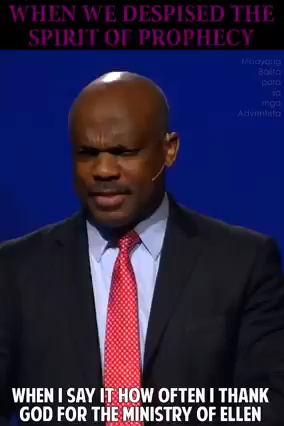 WHEN WE DESPISED THE
SPIRIT OF PROPHECY
Maayong
Balita
para
sa
mga
Adventista
WHEN I SAY IT HOW OFTEN I THANK
GOD FOR THE MINISTRY OF ELLEN